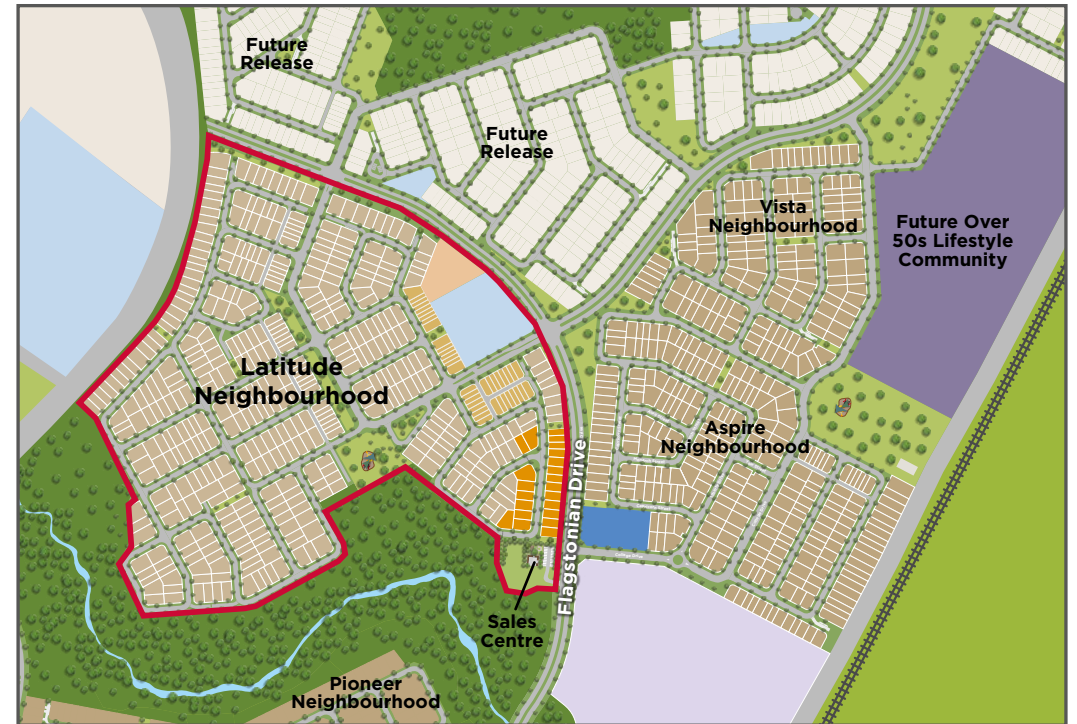 Future
Release
Future
Release
Vista
Neighbourhood
Future Over
50s Lifestyle
Community
Latitude
Neighbourhood
Aspire
Neighbourhood
Flagstonian Drive
Sales
Centre
Pioneer
Neighbourhood